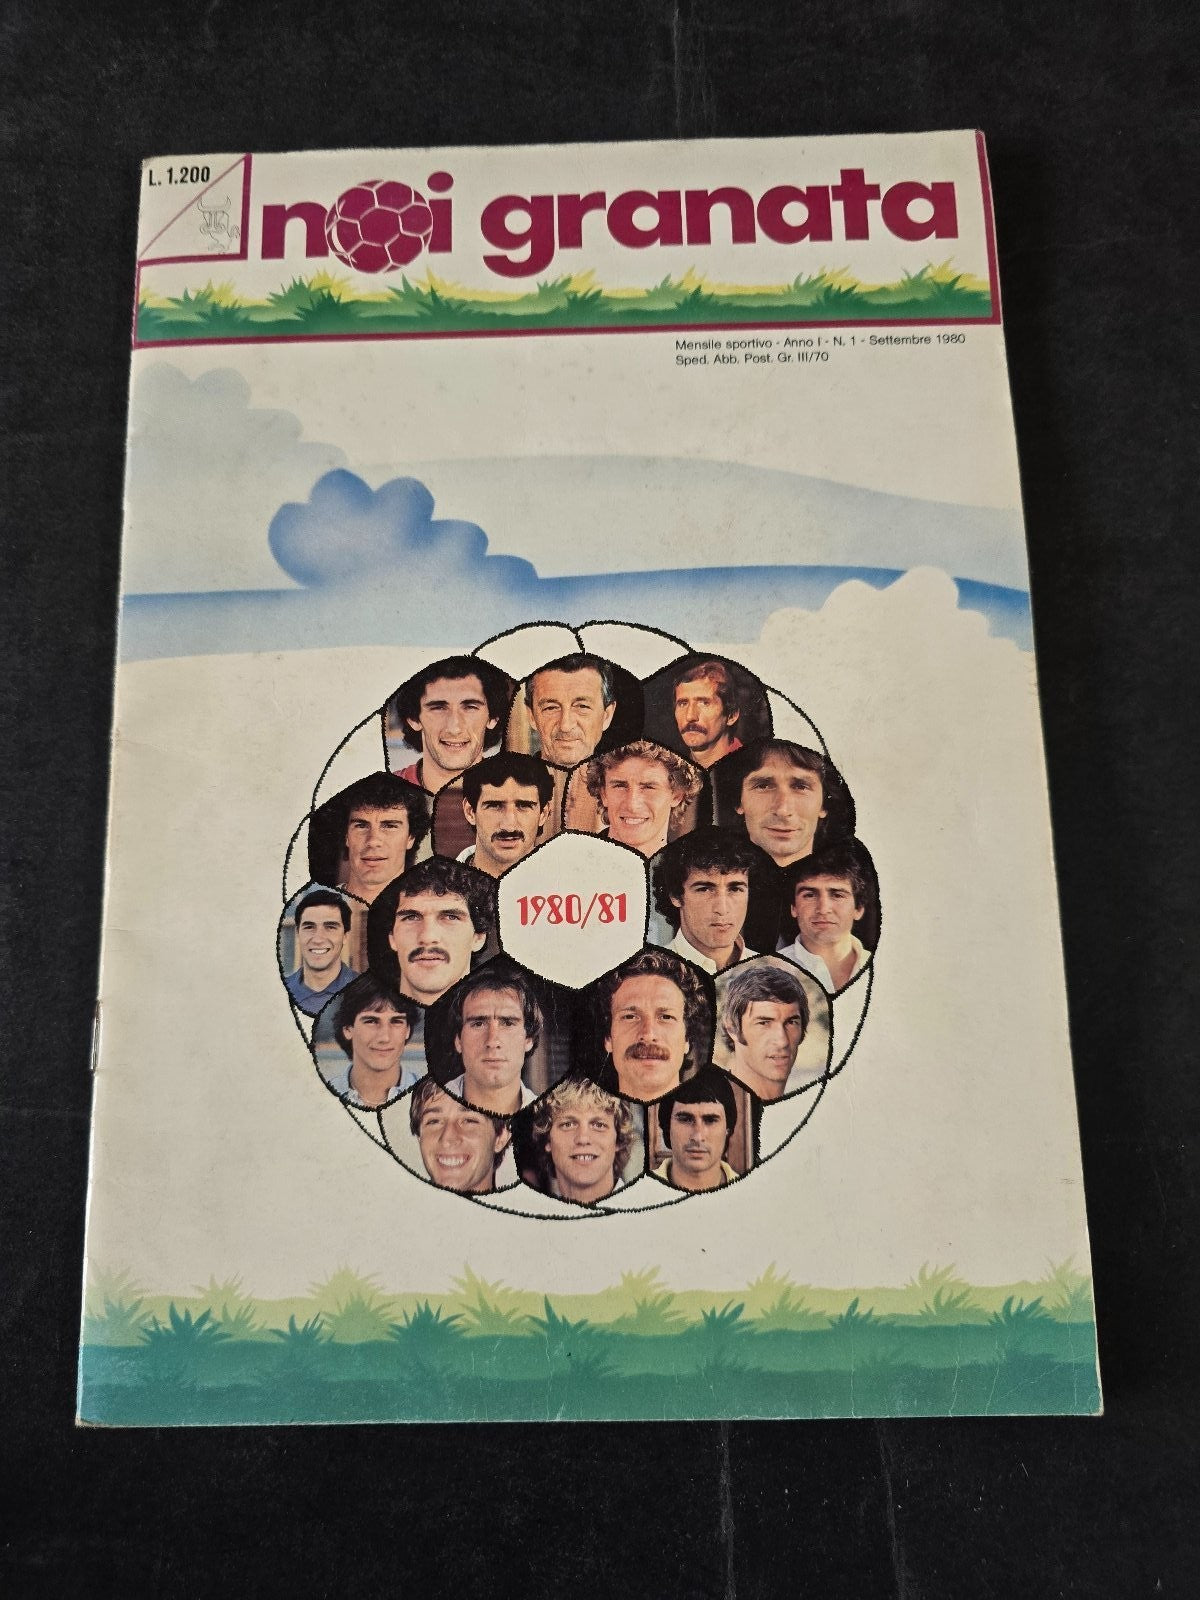 L. 1.200
noi granata
Mensile sportivo - Anno I - N. 1 - Settembre 1980
Sped. Abb. Post. Gr. III/70
1980/81